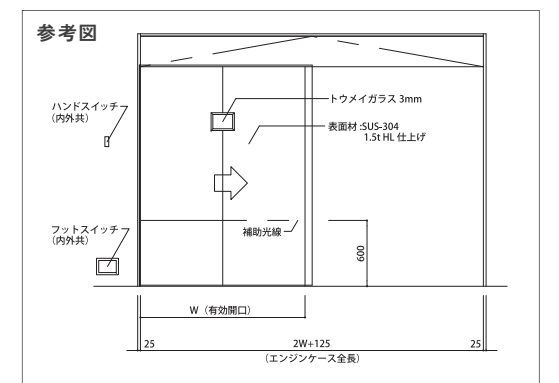 参考図
ハンドスイッチ
(内外共)
トウメイガラス 3mm
表面材 :SUS-304
1.5t HL 仕上げ
フットスイッチ
(内外共)
補助光線
600
W（有効開口）
25
2W+125
25
(エンジンケース全長)